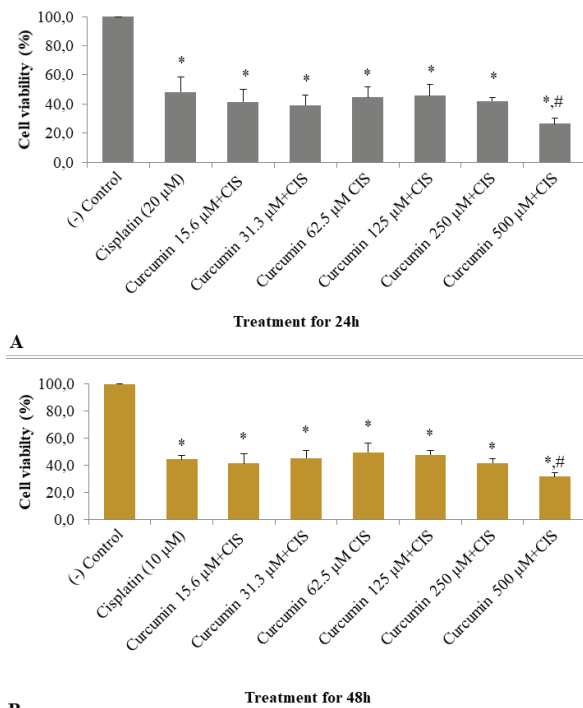 Cell viability (%)
100,0
80,0
60,0
40,0
20,0
0,0
*
*
*
*
*
*
*,#
(-) Control
Cisplatin (20 µM)
Curcumin 15.6 µM+CIS
Curcumin 31.3 µM+CIS
Curcumin 62.5 µM CIS
Curcumin 125 µM+CIS
Curcumin 250 µM+CIS
Curcumin 500 µM+CIS
Treatment for 24h
A
Cell viabilty (%)
100,0
80,0
60,0
40,0
20,0
0,0
*
*
*
*
*
*
*,#
(-) Control
Cisplatin (10 µM)
Curcumin 15.6 µM+CIS
Curcumin 31.3 µM+CIS
Curcumin 62.5 µM CIS
Curcumin 125 µM+CIS
Curcumin 250 µM+CIS
Curcumin 500 µM+CIS
Treatment for 48h
B